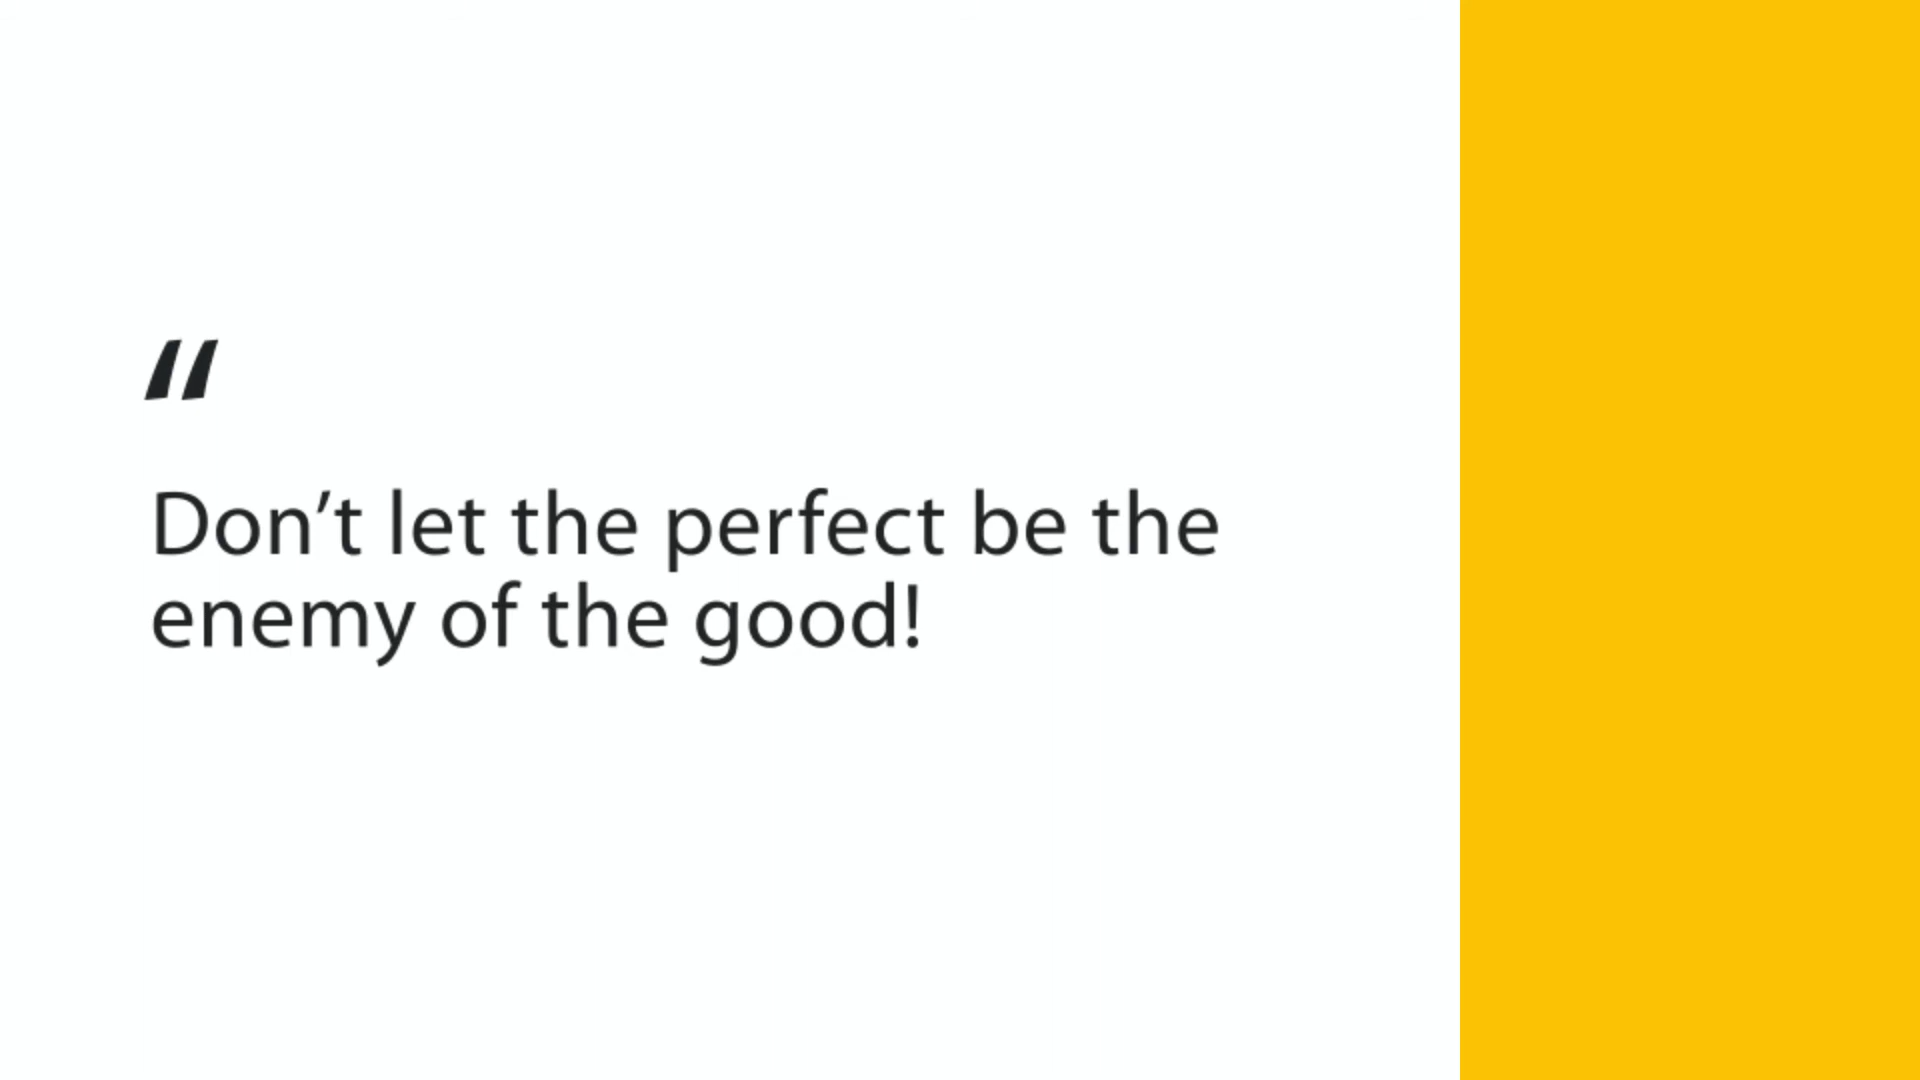 “
Don’t let the perfect be the
enemy of the good!